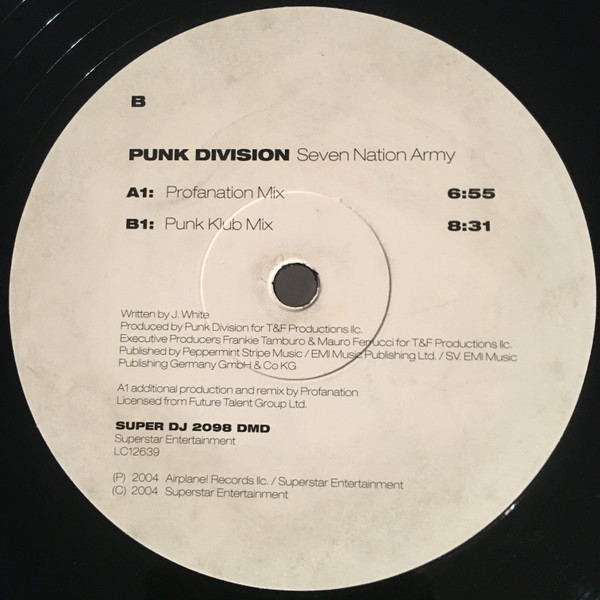 B
PUNK DIVISION Seven Nation Army
A1: Profanation Mix 6:55
B1: Punk Klub Mix 8:31
Written by J. White
Produced by Punk Division for T&F Productions llc.
Executive Producers Frankie Tamburo & Mauro Ferrucci for T&F Productions llc.
Published by Peppermint Stripe Music / EMI Music Publishing Ltd. / SV. EMI Music
Publishing Germany GmbH & Co KG
A1 additional production and remix by Profanation
Licensed from Future Talent Group Ltd.
SUPER DJ 2098 DMD
Superstar Entertainment
LC12639
(P) 2004 Airplane! Records llc. / Superstar Entertainment
(C) 2004 Superstar Entertainment